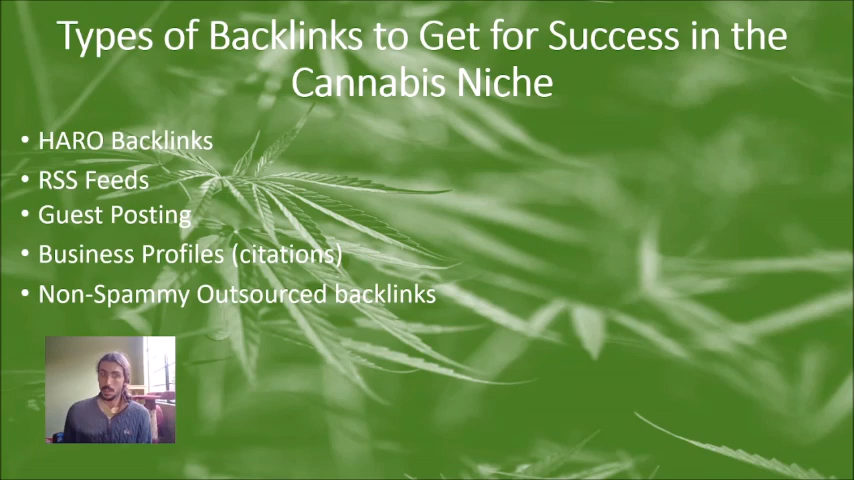 Types of Backlinks to Get for Success in the
Cannabis Niche
• HARO Backlinks
• RSS Feeds
• Guest Posting
• Business Profiles (citations)
• Non-Spammy Outsourced backlinks